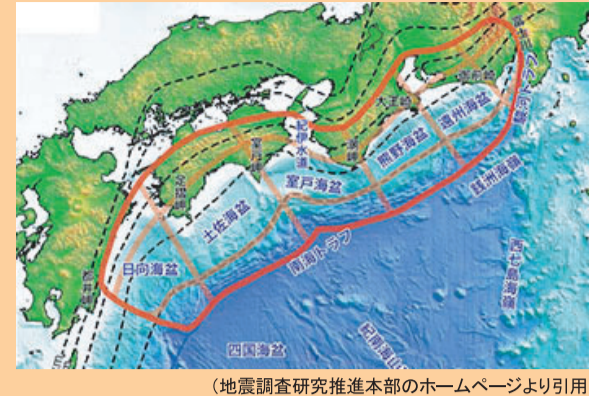 富士川
駿河トラフ
御前崎
大王崎
遠州海盆
熊野海盆
紀伊水道
潮岬
室戸岬
室戸海盆
銭洲海嶺
足摺岬
土佐海盆
南海トラフ
西七島海嶺
都井岬
日向海盆
四国海盆
紀南海山
(地震調査研究推進本部のホームページより引用